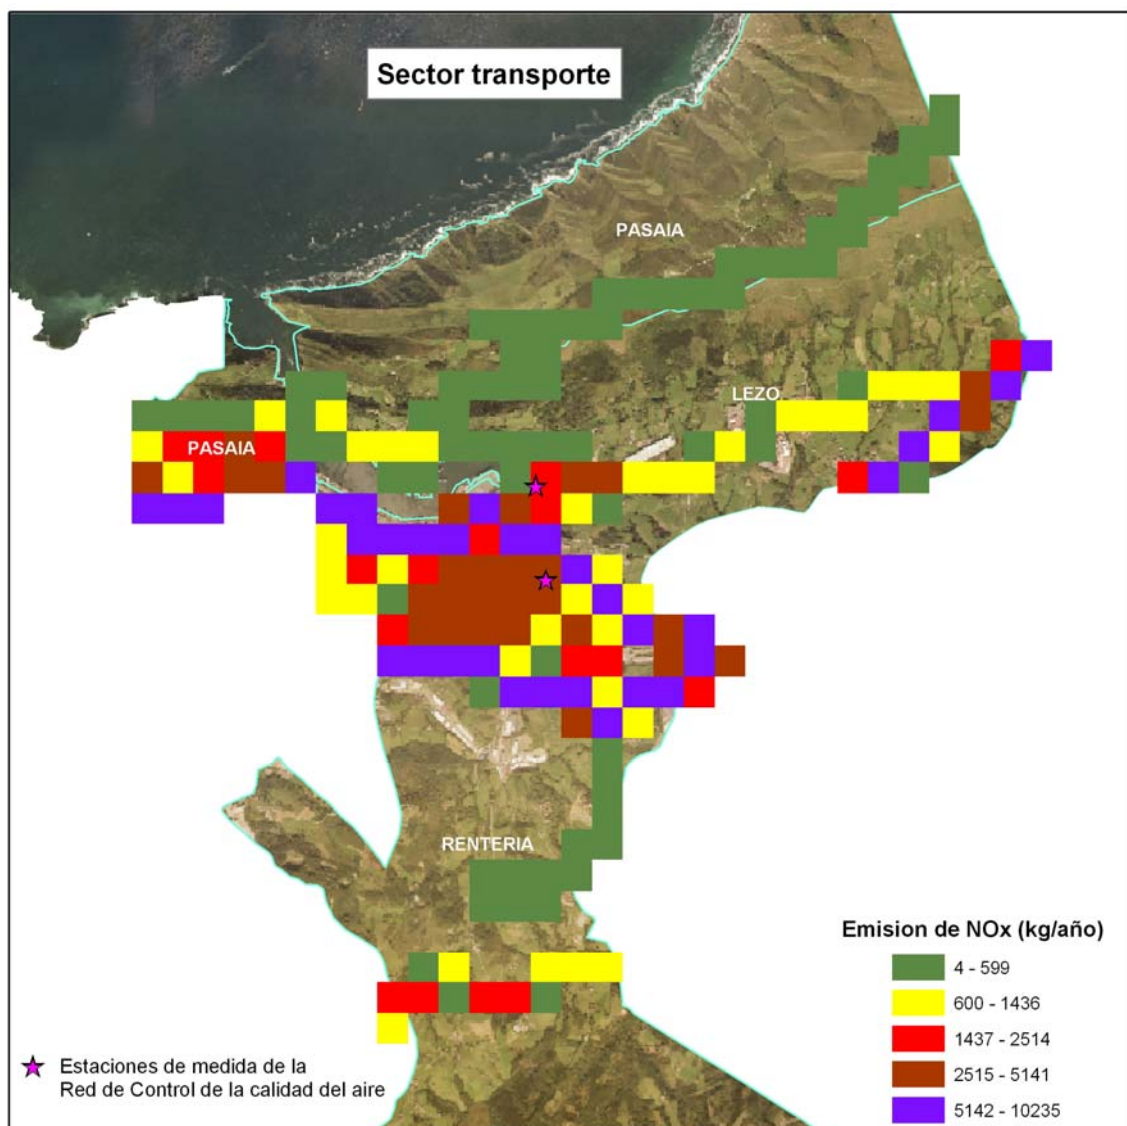 Sector transporte
PASAIA
LEZO
PASAIA
RENTERIA
Emision de NOx (kg/año)
4 - 599
600 - 1436
1437 - 2514
2515 - 5141
5142 - 10235
Estaciones de medida de la
Red de Control de la calidad del aire